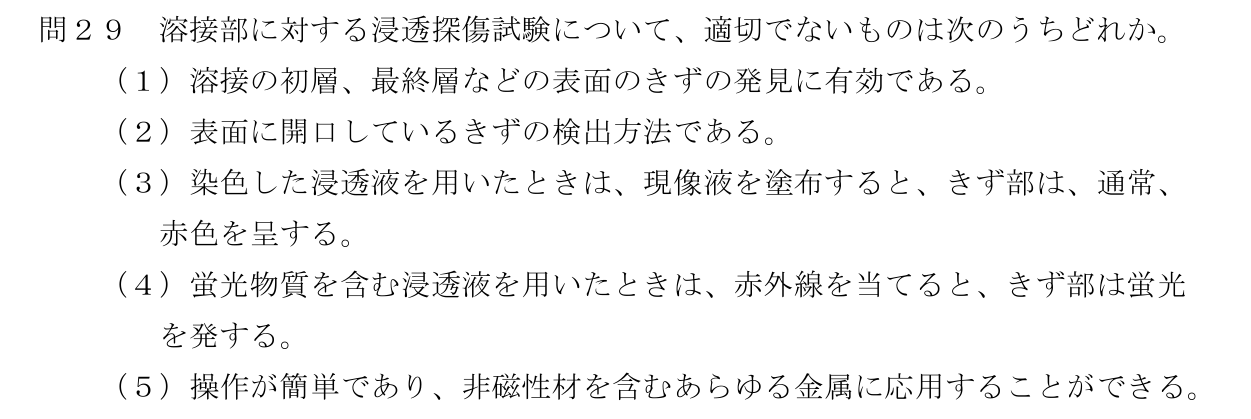 問２９　溶接部に対する浸透探傷試験について、適切でないものは次のうちどれか。
（１）溶接の初層、最終層などの表面のきずの発見に有効である。
（２）表面に開口しているきずの検出方法である。
（３）染色した浸透液を用いたときは、現像液を塗布すると、きず部は、通常、
赤色を呈する。
（４）蛍光物質を含む浸透液を用いたときは、赤外線を当てると、きず部は蛍光
を発する。
（５）操作が簡単であり、非磁性材を含むあらゆる金属に応用することができる。